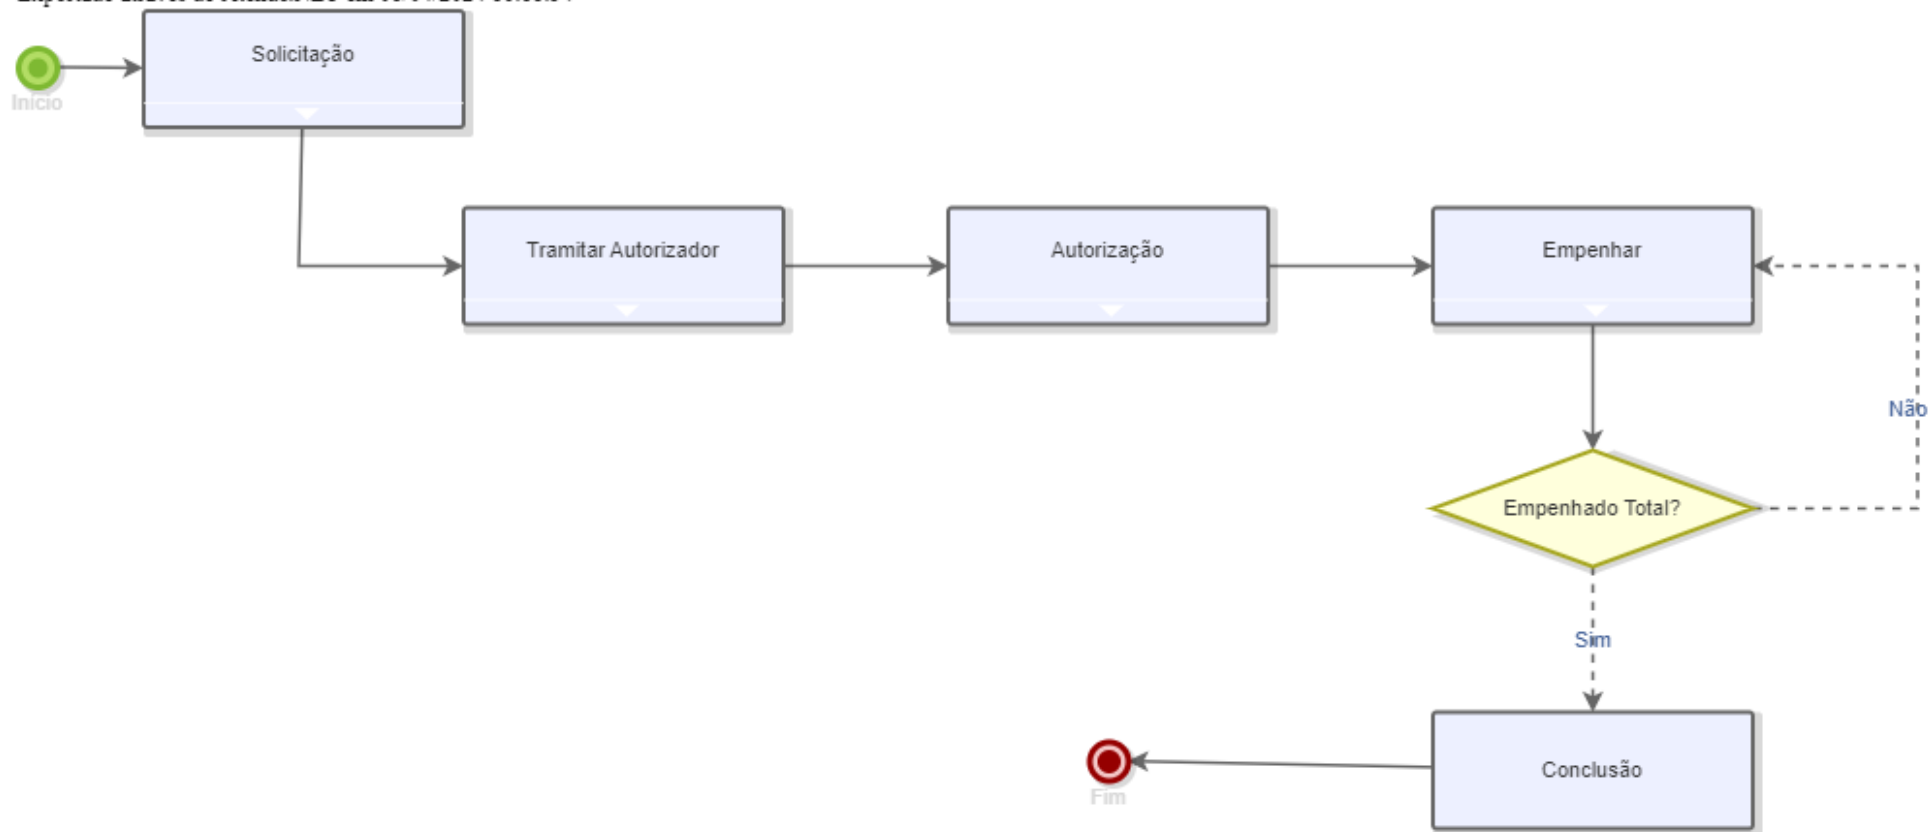 Solicitação
Início
Tramitar Autorizador
Autorização
Empenhar
Não
Empenhado Total?
Sim
Conclusão
Fim